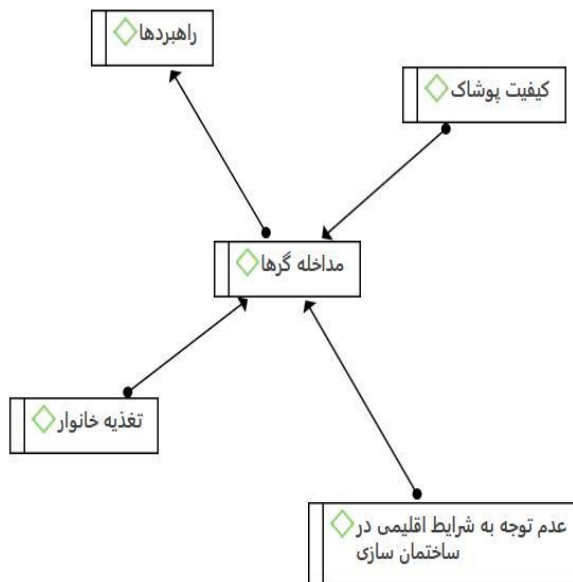 راهبردها
کیفیت پوشاک
مداخله گرها
تغذیه خانوار
عدم توجه به شرایط اقلیمی در
ساختمان سازی